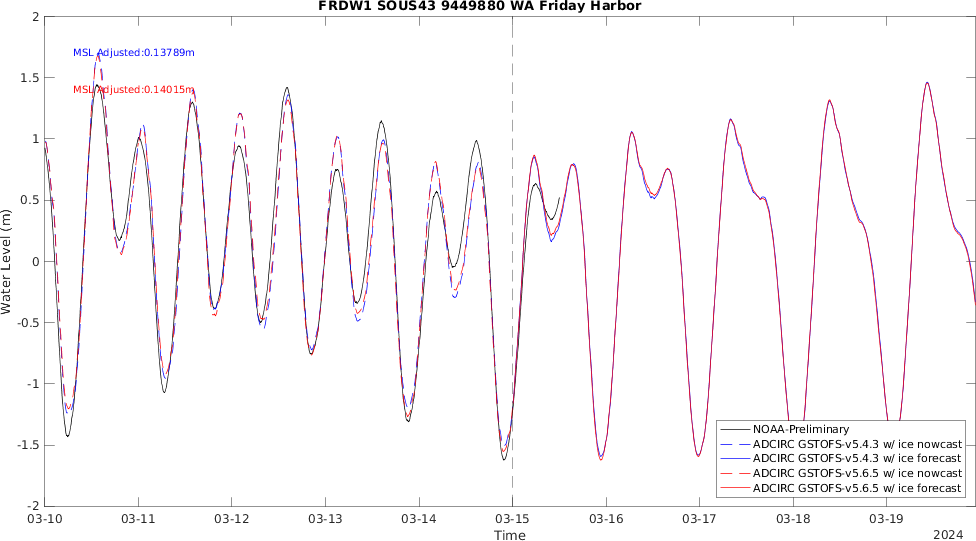 FRDW1 SOUS43 9449880 WA Friday Harbor
2
MSL Adjusted:0.13789m
1.5
MSL Adjusted:0.14015m
1
0.5
0
-0.5
-1
-1.5
-2
Water Level (m)
NOAA-Preliminary
ADCIRC GSTOFS-v5.4.3 w/ ice nowcast
ADCIRC GSTOFS-v5.4.3 w/ ice forecast
ADCIRC GSTOFS-v5.6.5 w/ ice nowcast
ADCIRC GSTOFS-v5.6.5 w/ ice forecast
03-10 03-11 03-12 03-13 03-14 03-15 03-16 03-17 03-18 03-19
Time
2024